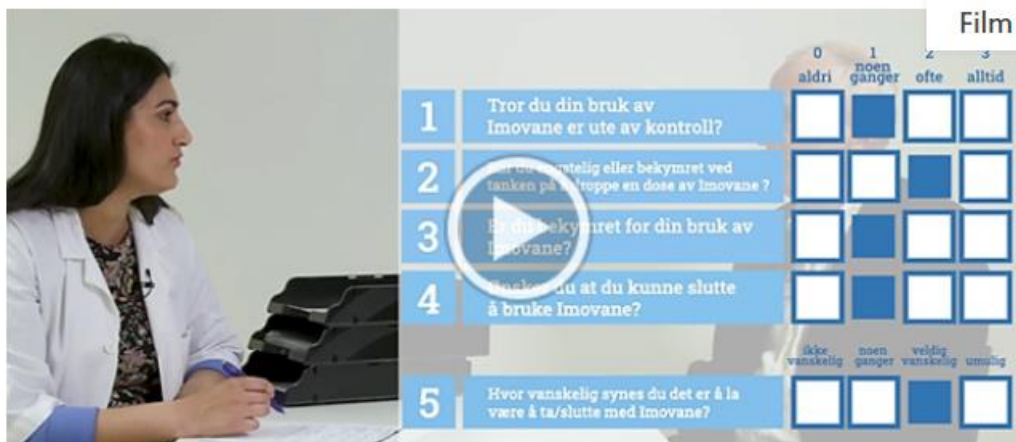 Film
0 1 2 3
aldri noen ganger ofte alltid
1 Tror du din bruk av
Imovane er ute av kontroll?
2 eller bekymret ved
tanken på en dose av Imovane ?
3 Er du bekymret for din bruk av
Imovane?
4 du at du kunne slutte
å bruke Imovane?
ikke vanskelig noen ganger veldig vanskelig umulig
5 Hvor vanskelig synes du det er å la
være å ta/slutte med Imovane?